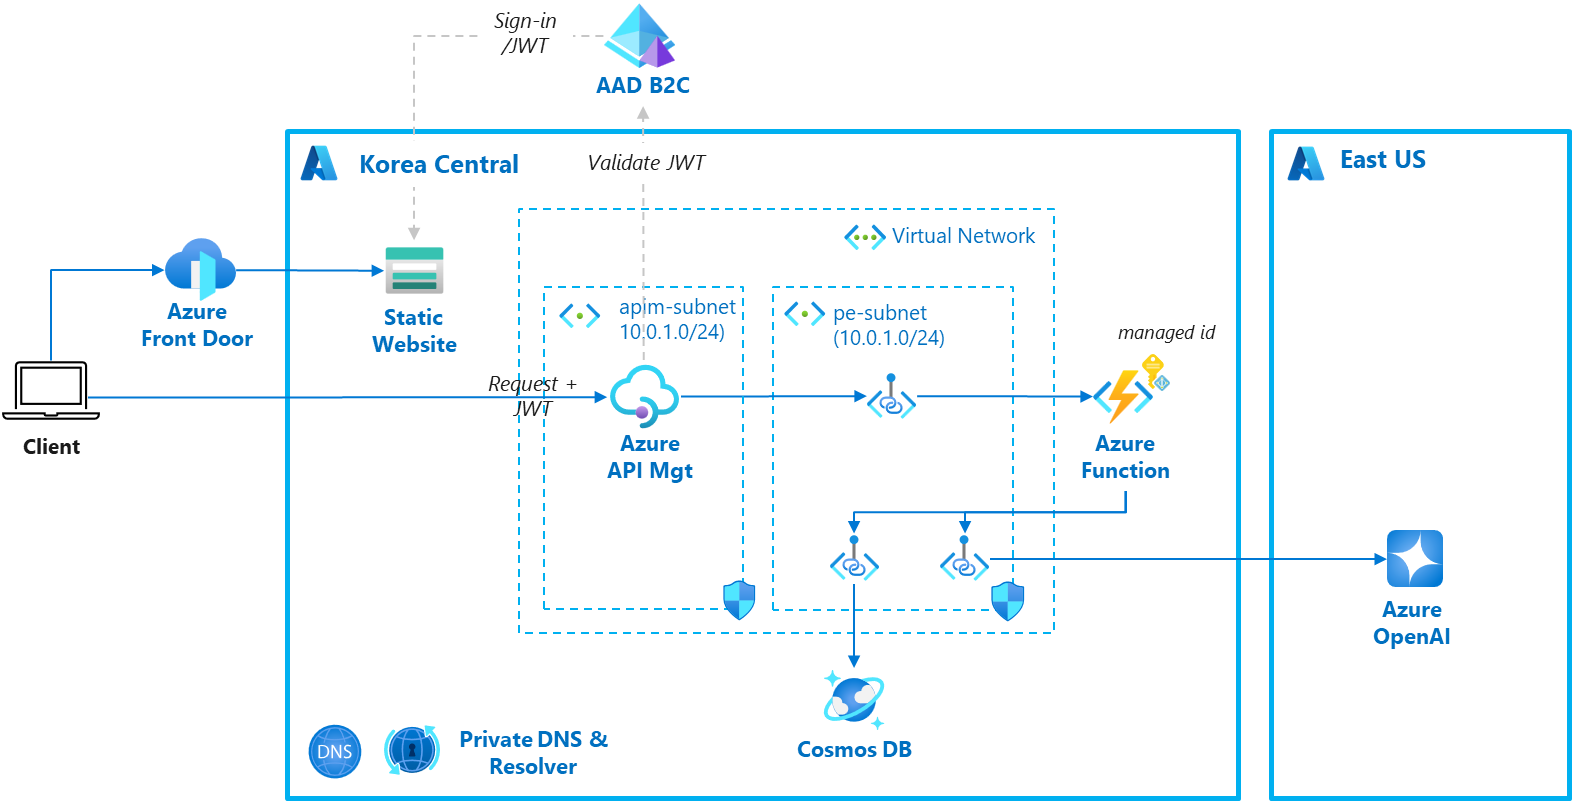 Sign-in
/JWT
AAD B2C
Korea Central
Validate JWT
East US
Virtual Network
apim-subnet
10.0.1.0/24)
pe-subnet
(10.0.1.0/24)
managed id
Azure
Front Door
Static
Website
Request +
JWT
Client
Azure
API Mgt
Azure
Function
Azure
OpenAI
Cosmos DB
DNS
Private DNS &
Resolver